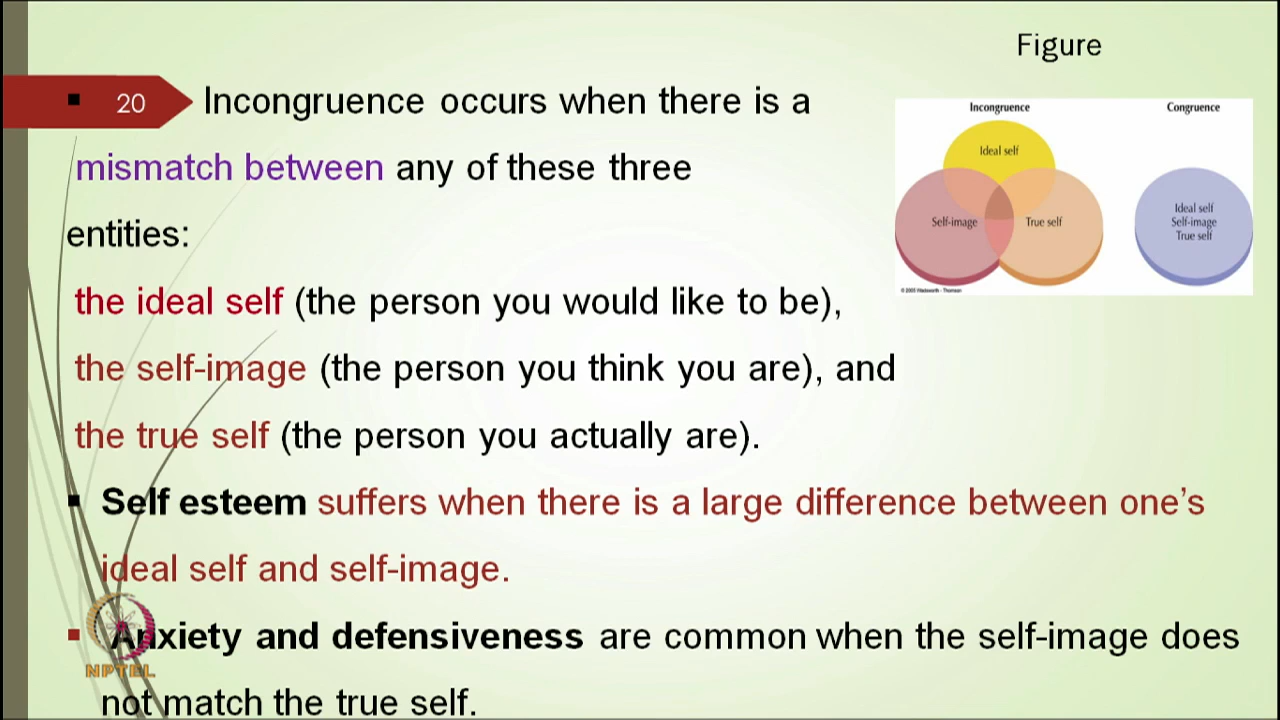 Figure
20
▪ Incongruence occurs when there is a
mismatch between any of these three
entities:
the ideal self (the person you would like to be),
the self-image (the person you think you are), and
the true self (the person you actually are).
▪ Self esteem suffers when there is a large difference between one’s
ideal self and self-image.
▪ Anxiety and defensiveness are common when the self-image does
not match the true self.
Incongruence
Ideal self
Self-image
True self
Congruence
Ideal self
Self-image
True self
© 2005 Wadsworth - Thomson
NPTEL